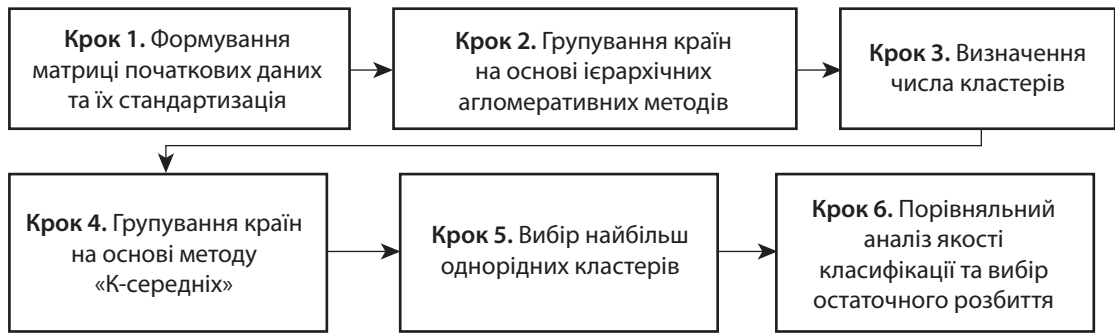 Крок 1. Формування
матриці початкових даних
та їх стандартизація
Крок 2. Групування країн
на основі ієрархічних
агломеративних методів
Крок 3. Визначення
числа кластерів
Крок 4. Групування країн
на основі методу
«К-середніх»
Крок 5. Вибір найбільш
однорідних кластерів
Крок 6. Порівняльний
аналіз якості
класифікації та вибір
остаточного розбиття